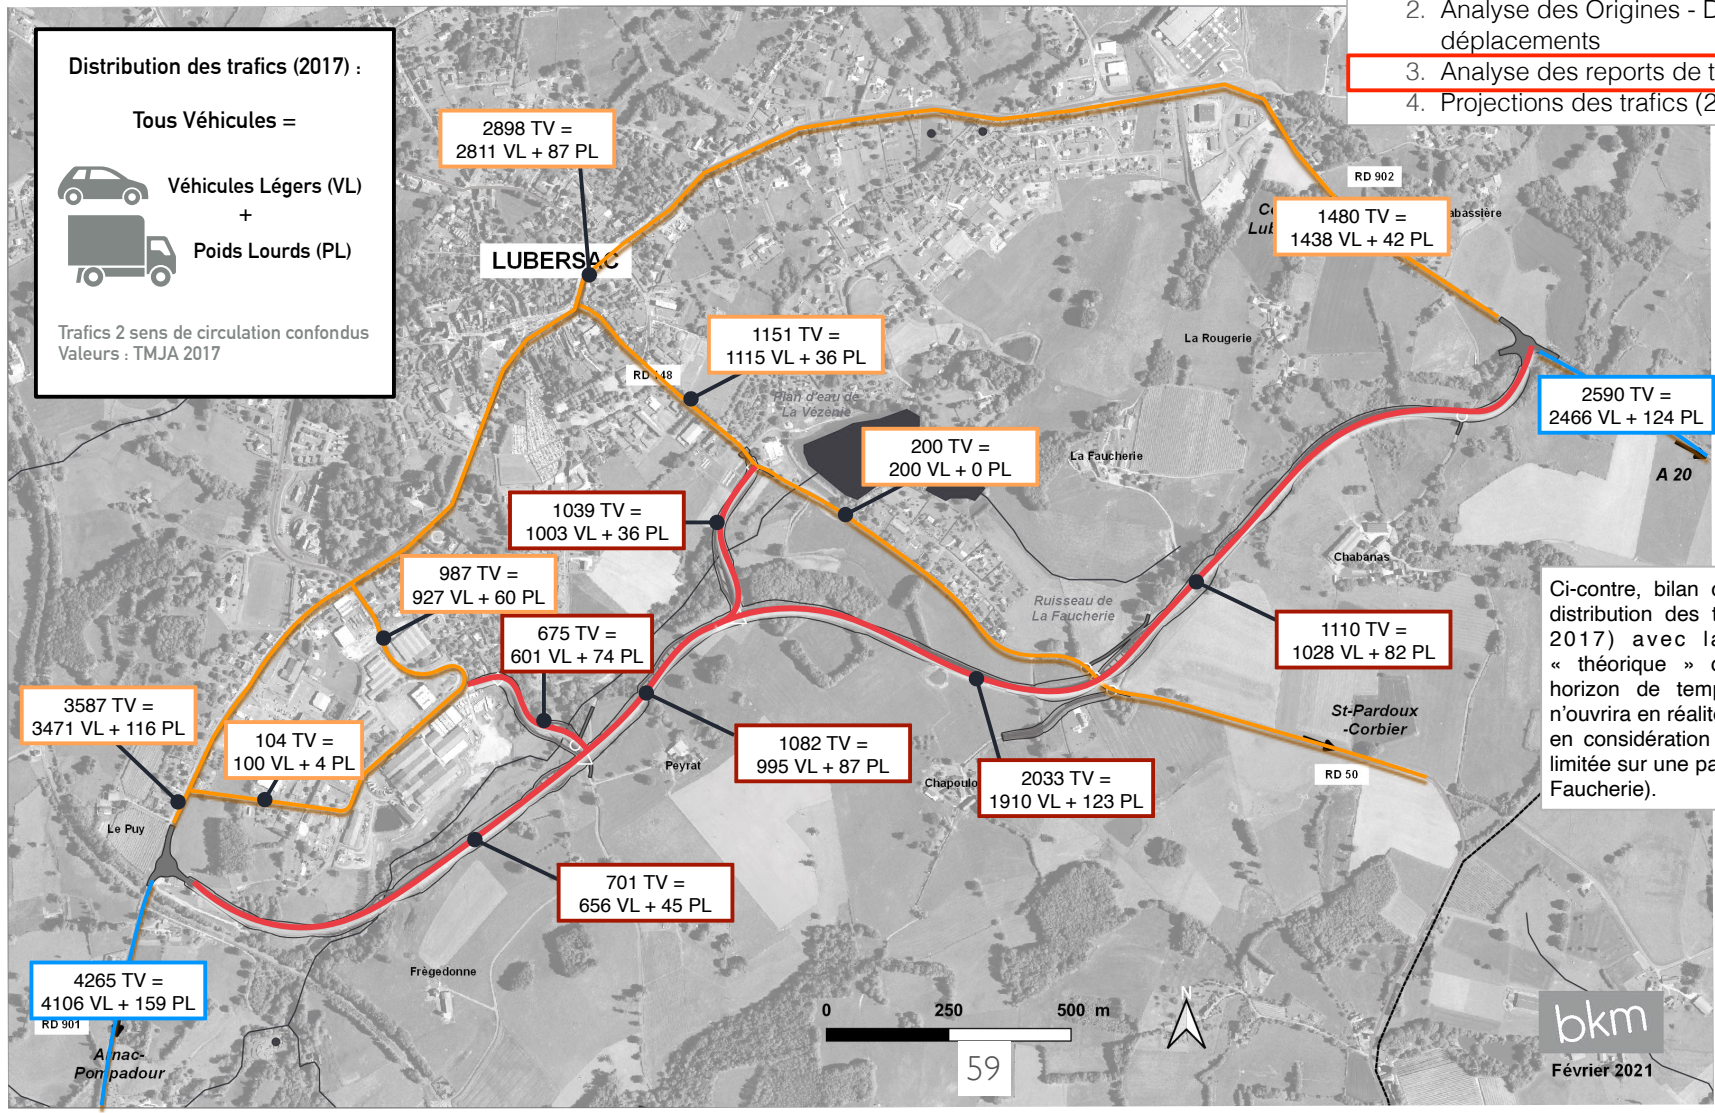 2. Analyse des Origines - D
déplacements
3. Analyse des reports de t
4. Projections des trafics (2
Distribution des trafics (2017) :
Tous Véhicules =
Véhicules Légers (VL)
+
Poids Lourds (PL)
Trafics 2 sens de circulation confondus
Valeurs : TMJA 2017
2898 TV =
2811 VL + 87 PL
LUBERSAC
RD 902
abassière
1480 TV =
1438 VL + 42 PL
1151 TV =
1115 VL + 36 PL
La Rougerie
RD 148
Plan d'eau de
La Vézénie
2590 TV =
2466 VL + 124 PL
A 20
200 TV =
200 VL + 0 PL
La Faucherie
1039 TV =
1003 VL + 36 PL
Chabanas
987 TV =
927 VL + 60 PL
Ruisseau de
La Faucherie
675 TV =
601 VL + 74 PL
1110 TV =
1028 VL + 82 PL
Ci-contre, bilan d
distribution des t
2017) avec la
« théorique » d
horizon de temp
n'ouvrira en réalité
en considération
limitée sur une pa
Faucherie).
3587 TV =
3471 VL + 116 PL
104 TV =
100 VL + 4 PL
Peyrat
1082 TV =
995 VL + 87 PL
St-Pardoux
-Corbier
RD 50
Chapoulo
2033 TV =
1910 VL + 123 PL
Le Puy
701 TV =
656 VL + 45 PL
Frègedonne
4265 TV =
4106 VL + 159 PL
RD 901
Arnac-
Pompadour
0 250 500 m
N
59
bkm
Février 2021